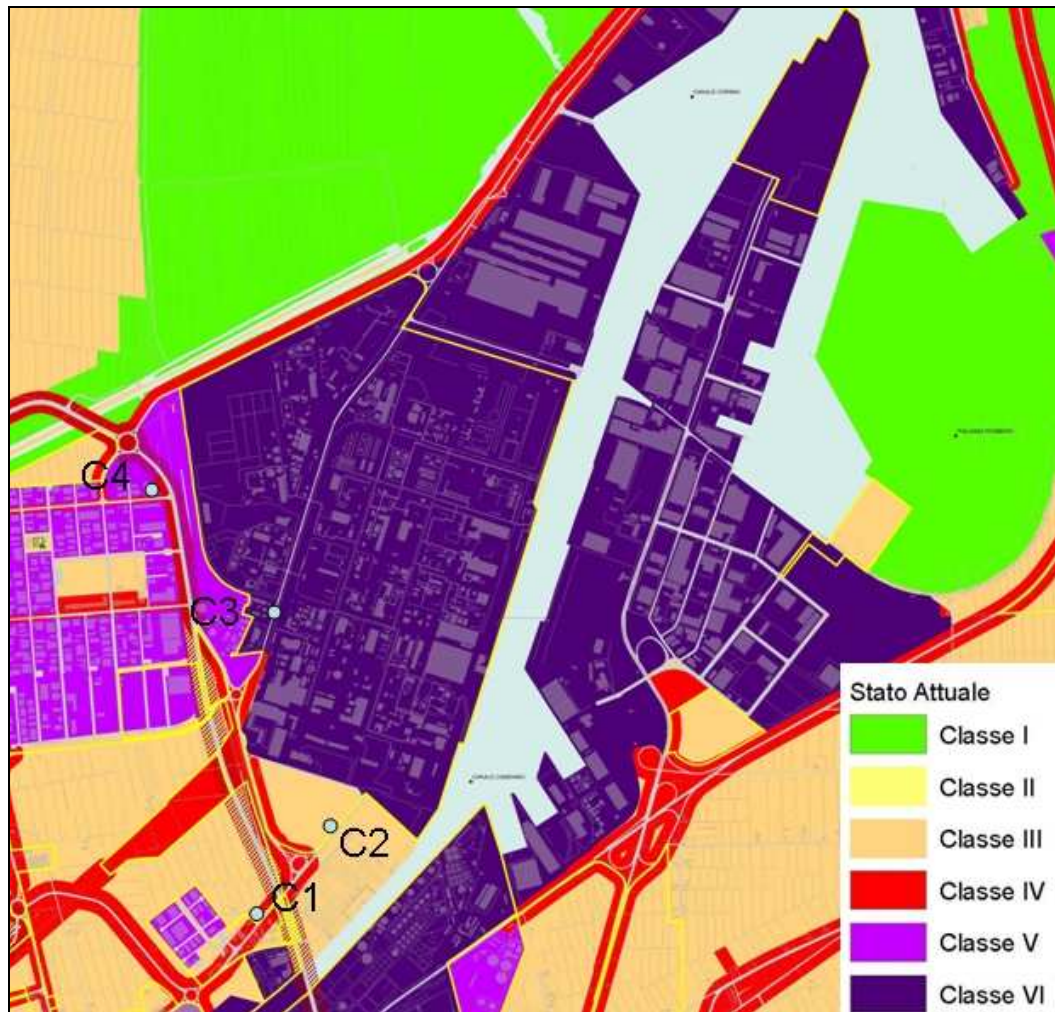 C4
C3
C2
C1
Stato Attuale
Classe I
Classe II
Classe III
Classe IV
Classe V
Classe VI